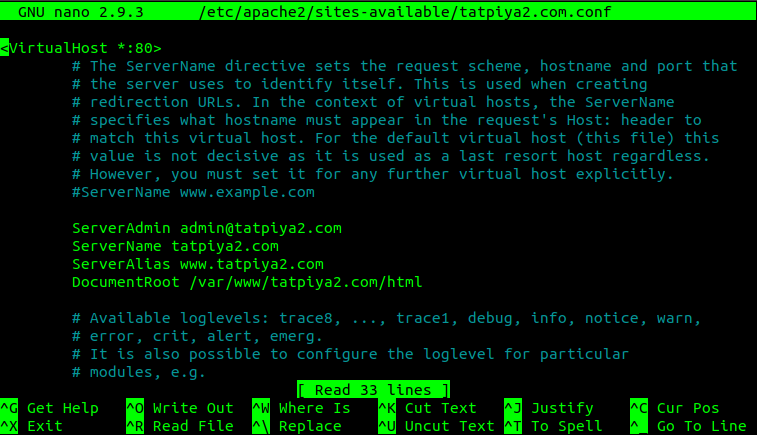 GNU nano 2.9.3 /etc/apache2/sites-available/tatpiya2.com.conf
<VirtualHost *:80>
# The ServerName directive sets the request scheme, hostname and port that
# the server uses to identify itself. This is used when creating
# redirection URLs. In the context of virtual hosts, the ServerName
# specifies what hostname must appear in the request's Host: header to
# match this virtual host. For the default virtual host (this file) this
# value is not decisive as it is used as a last resort host regardless.
# However, you must set it for any further virtual host explicitly.
#ServerName www.example.com
ServerAdmin admin@tatpiya2.com
ServerName tatpiya2.com
ServerAlias www.tatpiya2.com
DocumentRoot /var/www/tatpiya2.com/html
# Available loglevels: trace8, ..., trace1, debug, info, notice, warn,
# error, crit, alert, emerg.
# It is also possible to configure the loglevel for particular
# modules, e.g.
[ Read 33 lines ]
^G Get Help ^O Write Out ^W Where Is ^K Cut Text ^J Justify ^C Cur Pos
^X Exit ^R Read File ^\ Replace ^U Uncut Text ^T To Spell ^_ Go To Line